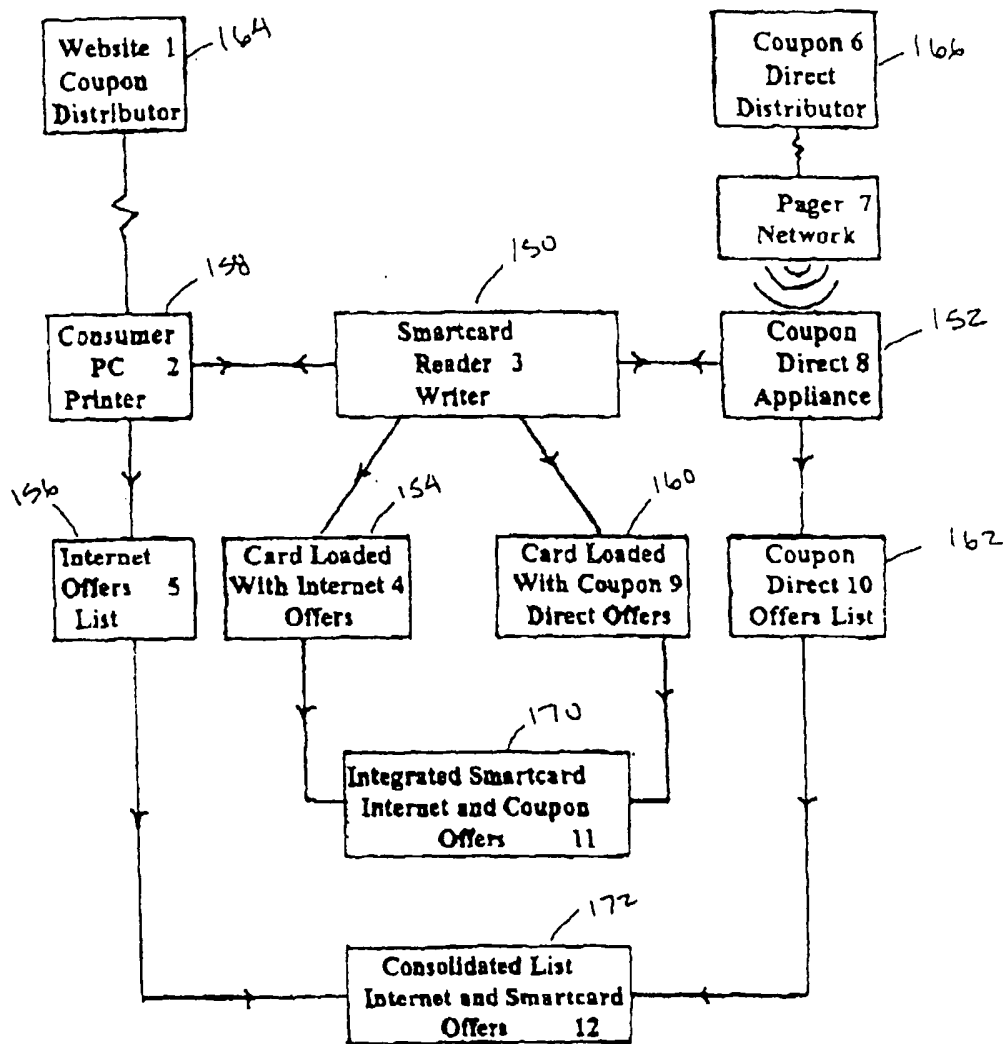 Website 1
Coupon
Distributor
164
Coupon 6
Direct
Distributor
166
Pager 7
Network
158
Consumer
PC 2
Printer
150
Smartcard
Reader 3
Writer
152
Coupon
Direct 8
Appliance
156
Internet
Offers 5
List
154
Card Loaded
With Internet 4
Offers
160
Card Loaded
With Coupon 9
Direct Offers
162
Coupon
Direct 10
Offers List
170
Integrated Smartcard
Internet and Coupon
Offers 11
172
Consolidated List
Internet and Smartcard
Offers 12